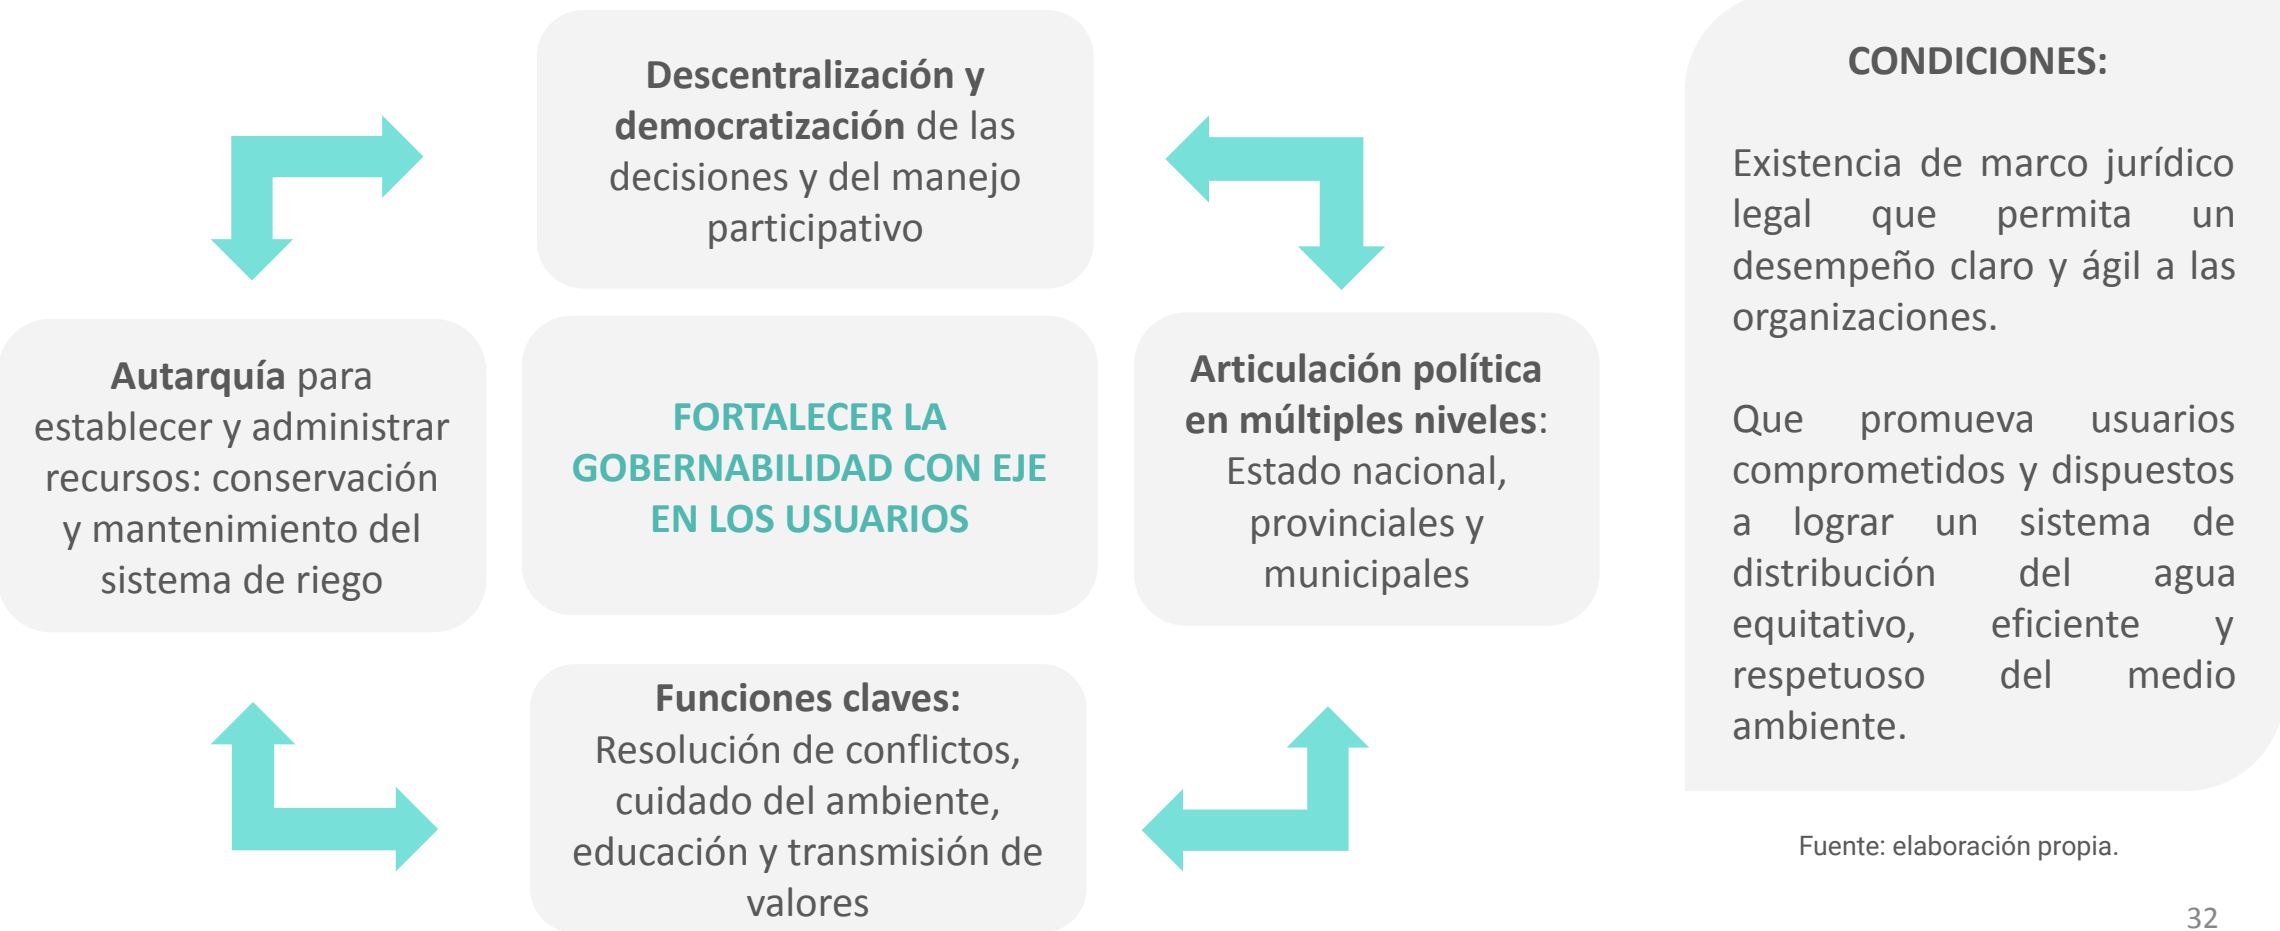 Descentralización y
democratización de las
decisiones y del manejo
participativo
Autarquía para
establecer y administrar
recursos: conservación
y mantenimiento del
sistema de riego
FORTALECER LA
GOBERNABILIDAD CON EJE
EN LOS USUARIOS
Articulación política
en múltiples niveles:
Estado nacional,
provinciales y
municipales
Funciones claves:
Resolución de conflictos,
cuidado del ambiente,
educación y transmisión de
valores
CONDICIONES:
Existencia de marco jurídico
legal que permita un
desempeño claro y ágil a las
organizaciones.
Que promueva usuarios
comprometidos y dispuestos
a lograr un sistema de
distribución del agua
equitativo, eficiente y
respetuoso del medio
ambiente.
Fuente: elaboración propia.
32